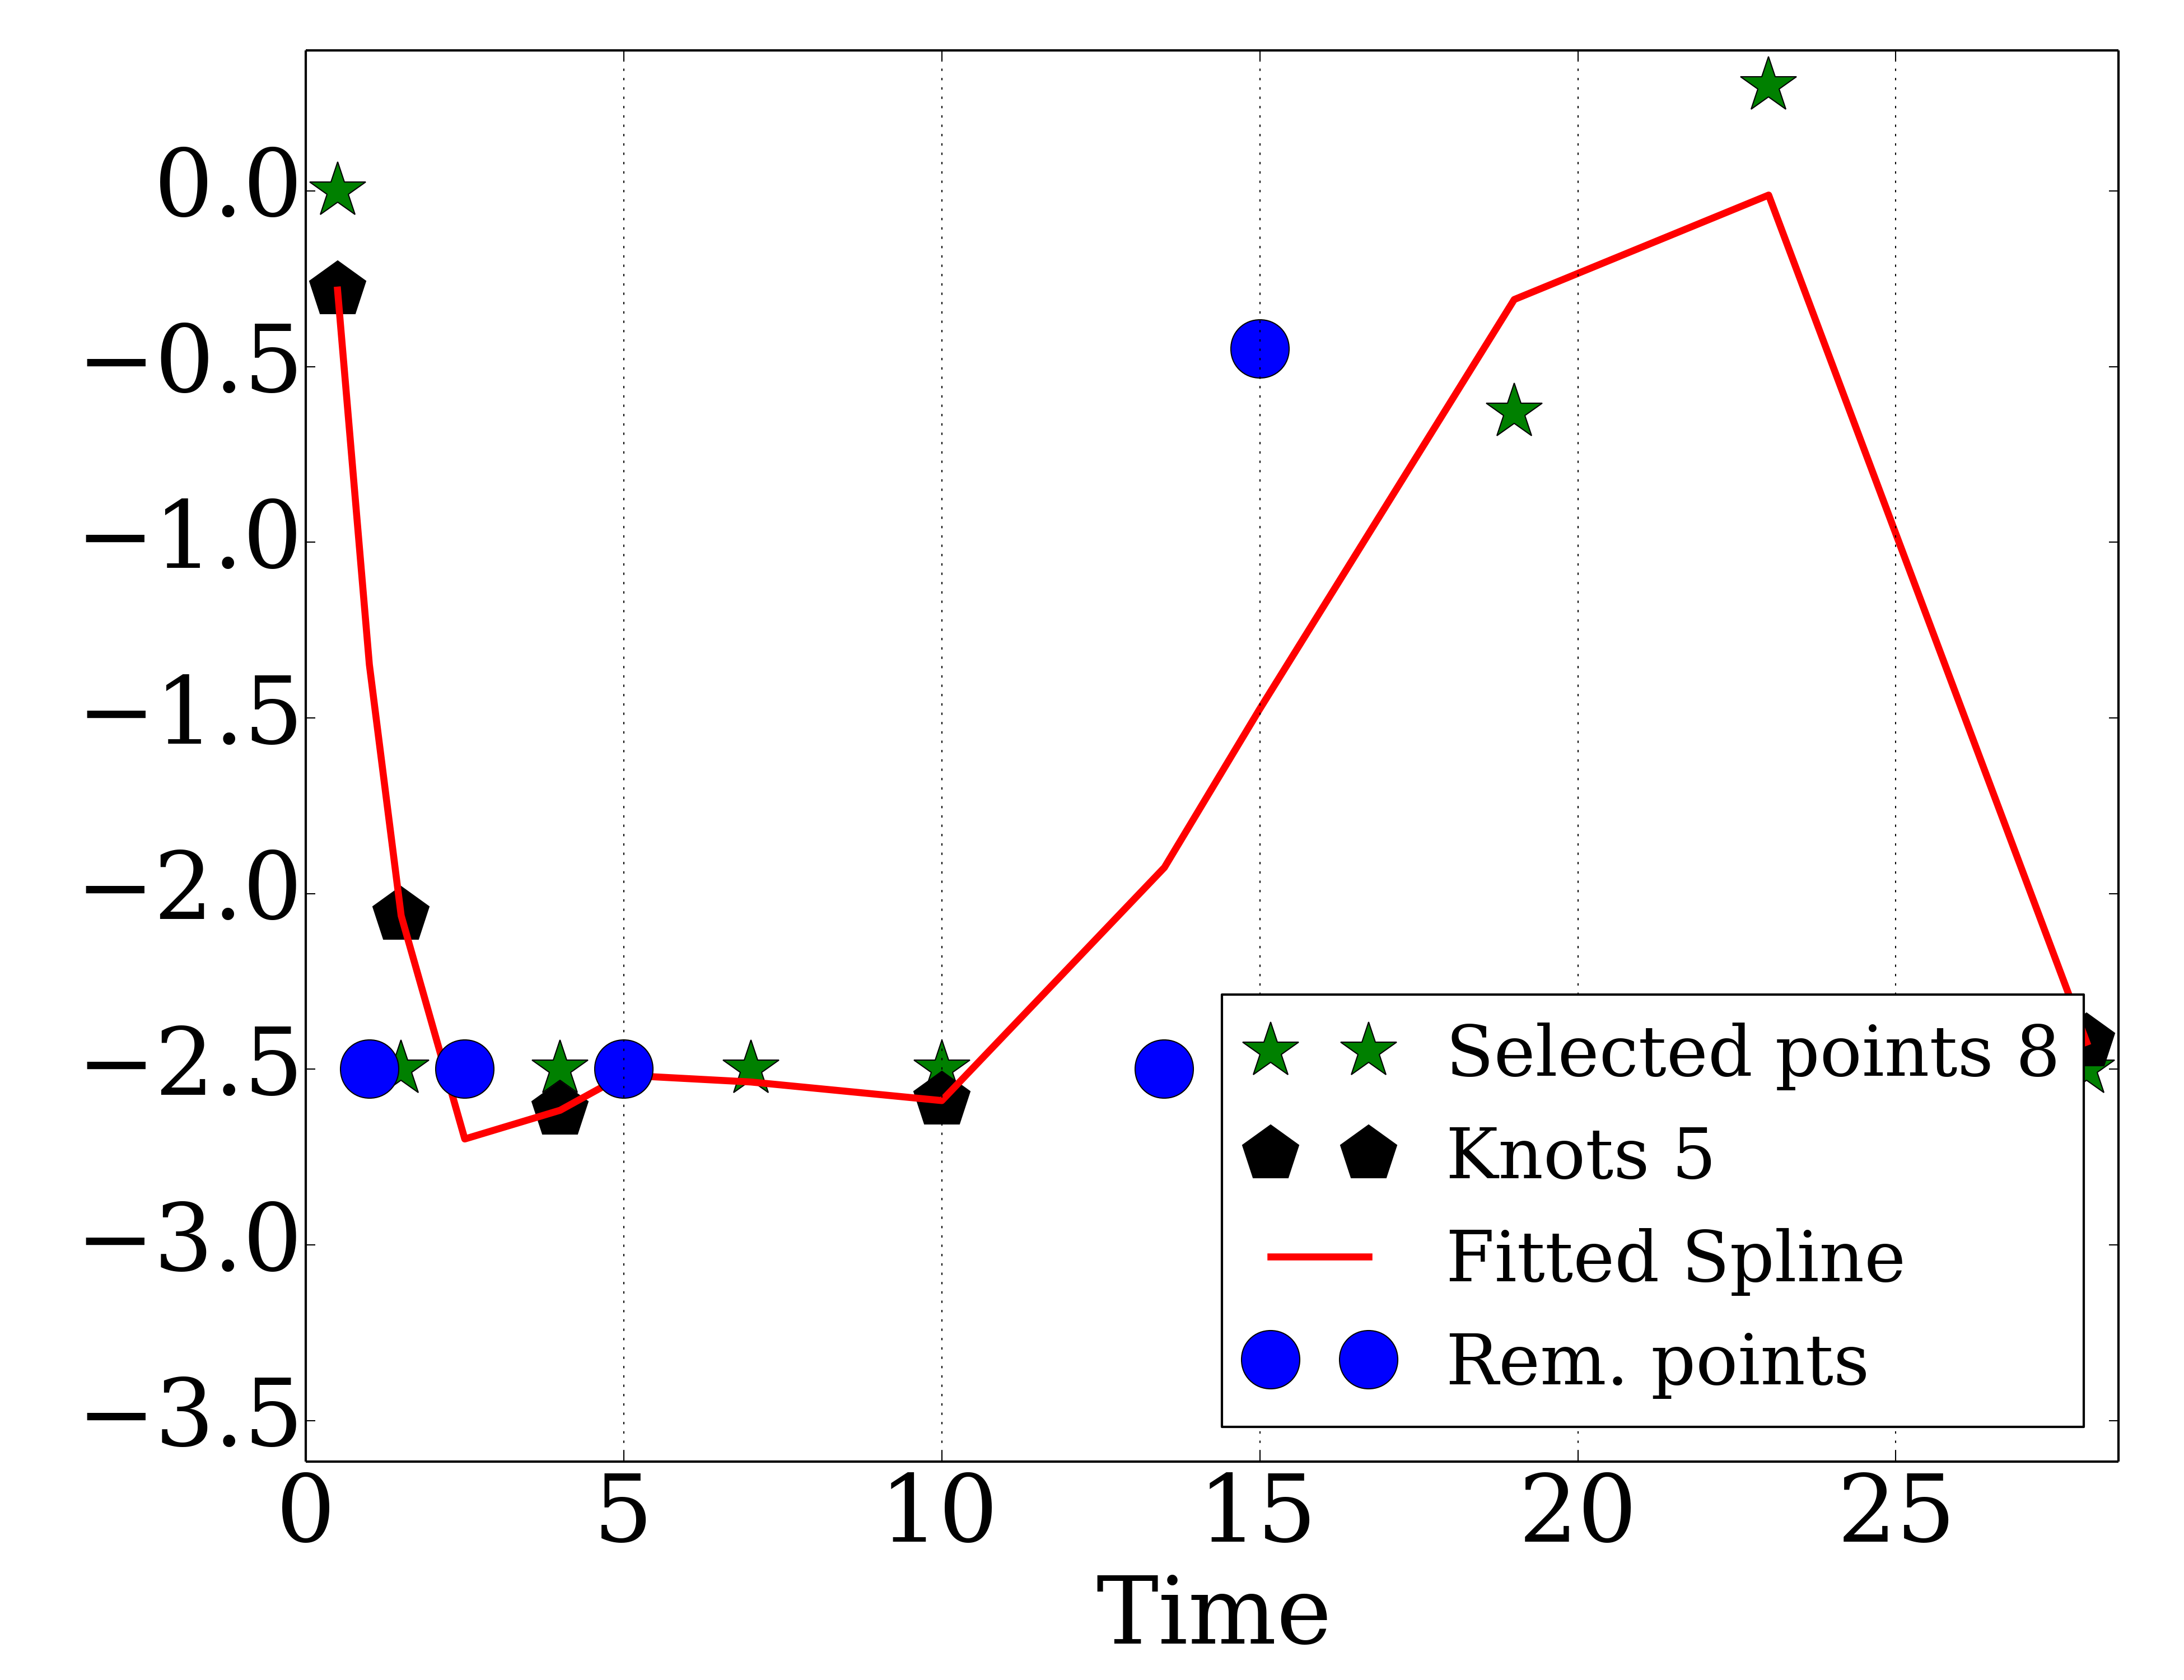 0.0
−0.5
−1.0
−1.5
−2.0
−2.5
−3.0
−3.5
Selected points 8
Knots 5
Fitted Spline
Rem. points
0 5 10 15 20 25
Time